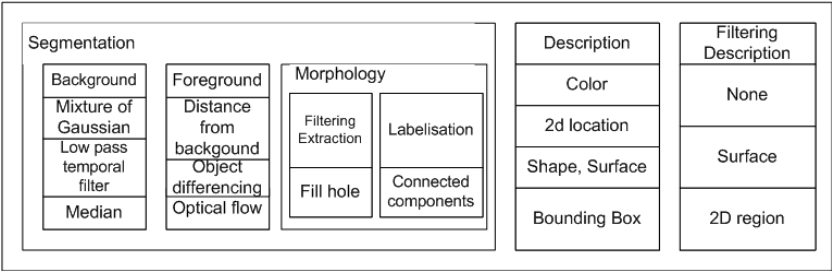 Segmentation
Background
Mixture of
Gaussian
Low pass
temporal
filter
Median
Foreground
Distance
from
backgound
Object
differencing
Optical flow
Morphology
Filtering
Extraction
Fill hole
Labelisation
Connected
components
Description
Color
2d location
Shape, Surface
Bounding Box
Filtering
Description
None
Surface
2D region